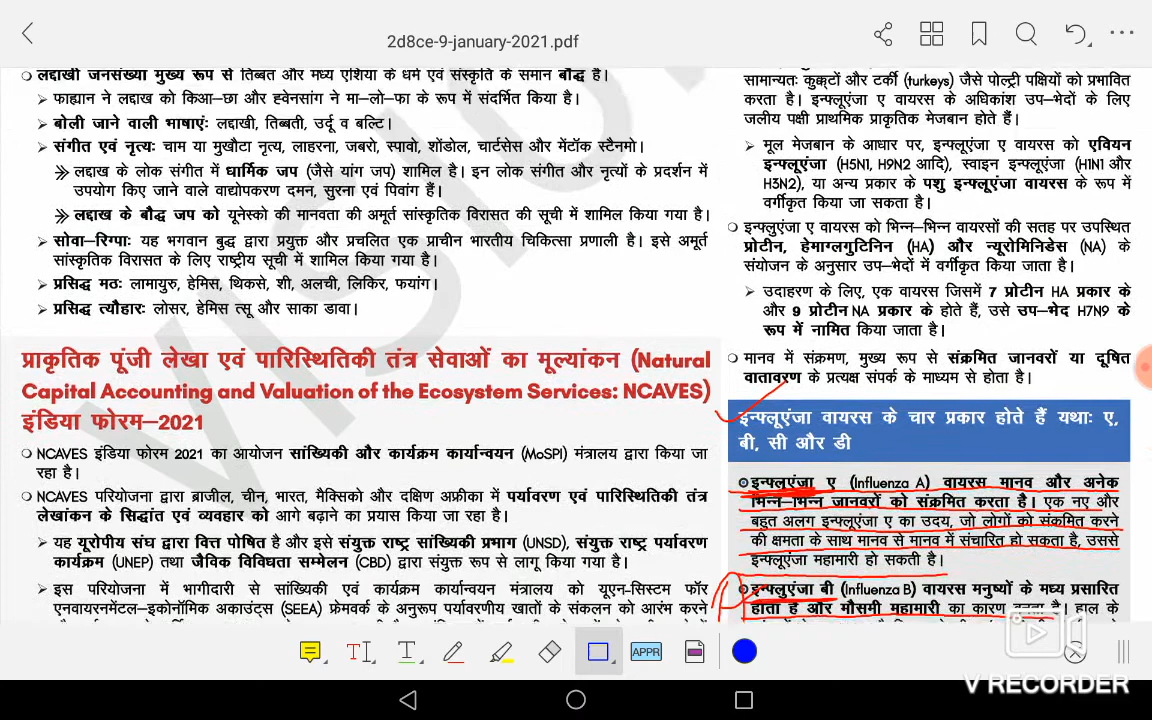 2d8ce-9-january-2021.pdf
लद्दाखी जनसंख्या मुख्य रूप से तिब्बत और मध्य एशिया के धर्म एवं संस्कृति के समान बौद्ध है।
फाह्यान ने लद्दाख को किआ–छा और ह्वेनसांग ने मा–लो–फा के रूप में संदर्भित किया है।
बोली जाने वाली भाषाएं: लद्दाखी, तिब्बती, उर्दू व बल्टि।
संगीत एवं नृत्य: चाम या मुखौटा नृत्य, लाहरना, जबरो, स्पावो, शोंडोल, चार्टसेस और मेंटॉक स्टैनमो।
लद्दाख के लोक संगीत में धार्मिक जप (जैसे यांग जप) शामिल है। इन लोक संगीत और नृत्यों के प्रदर्शन में
उपयोग किए जाने वाले वाद्योपकरण दमन, सुरना एवं पिवांग हैं।
लद्दाख के बौद्ध जप को यूनेस्को की मानवता की अमूर्त सांस्कृतिक विरासत की सूची में शामिल किया गया है।
सोवा–रिग्पा: यह भगवान बुद्ध द्वारा प्रयुक्त और प्रचलित एक प्राचीन भारतीय चिकित्सा प्रणाली है। इसे अमूर्त
सांस्कृतिक विरासत के लिए राष्ट्रीय सूची में शामिल किया गया है।
प्रसिद्ध मठ: लामायुरु, हेमिस, थिकसे, शी, अलची, लिकिर, फयांग।
प्रसिद्ध त्यौहार: लोसर, हेमिस त्सू और साका डावा।
प्राकृतिक पूंजी लेखा एवं पारिस्थितिकी तंत्र सेवाओं का मूल्यांकन (Natural
Capital Accounting and Valuation of the Ecosystem Services: NCAVES)
इंडिया फोरम–2021
NCAVES इंडिया फोरम 2021 का आयोजन सांख्यिकी और कार्यक्रम कार्यान्वयन (MoSPI) मंत्रालय द्वारा किया जा
रहा है।
NCAVES परियोजना द्वारा ब्राजील, चीन, भारत, मैक्सिको और दक्षिण अफ्रीका में पर्यावरण एवं पारिस्थितिकी तंत्र
लेखांकन के सिद्धांत एवं व्यवहार को आगे बढ़ाने का प्रयास किया जा रहा है।
यह यूरोपीय संघ द्वारा वित्त पोषित है और इसे संयुक्त राष्ट्र सांख्यिकी प्रभाग (UNSD), संयुक्त राष्ट्र पर्यावरण
कार्यक्रम (UNEP) तथा जैविक विविधता सम्मेलन (CBD) द्वारा संयुक्त रूप से लागू किया गया है।
इस परियोजना में भागीदारी से सांख्यिकी एवं कार्यक्रम कार्यान्वयन मंत्रालय को यूएन–सिस्टम फॉर
एनवायरनमेंटल–इकोनॉमिक अकाउंट्स (SEEA) फ्रेमवर्क के अनुरूप पर्यावरणीय खातों के संकलन को आरंभ करने
सामान्यत: कुक्कुटों और टर्की (turkeys) जैसे पोल्ट्री पक्षियों को प्रभावित
करता है। इन्फ्लूएंजा ए वायरस के अधिकांश उप–भेदों के लिए
जलीय पक्षी प्राथमिक प्राकृतिक मेजबान होते हैं।
मूल मेजबान के आधार पर, इन्फ्लूएंजा ए वायरस को एवियन
इन्फ्लूएंजा (H5N1, H9N2 आदि), स्वाइन इन्फ्लूएंजा (H1N1 और
H3N2), या अन्य प्रकार के पशु इन्फ्लूएंजा वायरस के रूप में
वर्गीकृत किया जा सकता है।
इन्फ्लुएंजा ए वायरस को भिन्न–भिन्न वायरसों की सतह पर उपस्थित
प्रोटीन, हेमाग्लगुटिनिन (HA) और न्यूरोमिनिडेस (NA) के
संयोजन के अनुसार उप–भेदों में वर्गीकृत किया जाता है।
उदाहरण के लिए, एक वायरस जिसमें 7 प्रोटीन HA प्रकार के
और 9 प्रोटीन NA प्रकार के होते हैं, उसे उप–भेद H7N9 के
रूप में नामित किया जाता है।
मानव में संक्रमण, मुख्य रूप से संक्रमित जानवरों या दूषित
वातावरण के प्रत्यक्ष संपर्क के माध्यम से होता है।
इन्फ्लूएंजा वायरस के चार प्रकार होते हैं यथा: ए,
बी, सी और डी
इन्फ्लूएंजा ए (Influenza A) वायरस मानव और अनेक
भिन्न–भिन्न जानवरों को संक्रमित करता है। एक नए और
बहुत अलग इन्फ्लूएंजा ए का उदय, जो लोगों को संक्रमित करने
की क्षमता के साथ मानव से मानव में संचारित हो सकता है, उससे
इन्फ्लूएंजा महामारी हो सकती है।
इन्फ्लुएंजा बी (Influenza B) वायरस मनुष्यों के मध्य प्रसारित
होता है और मौसमी महामारी का कारण बनता है। हाल के
APPR
V RECORDER